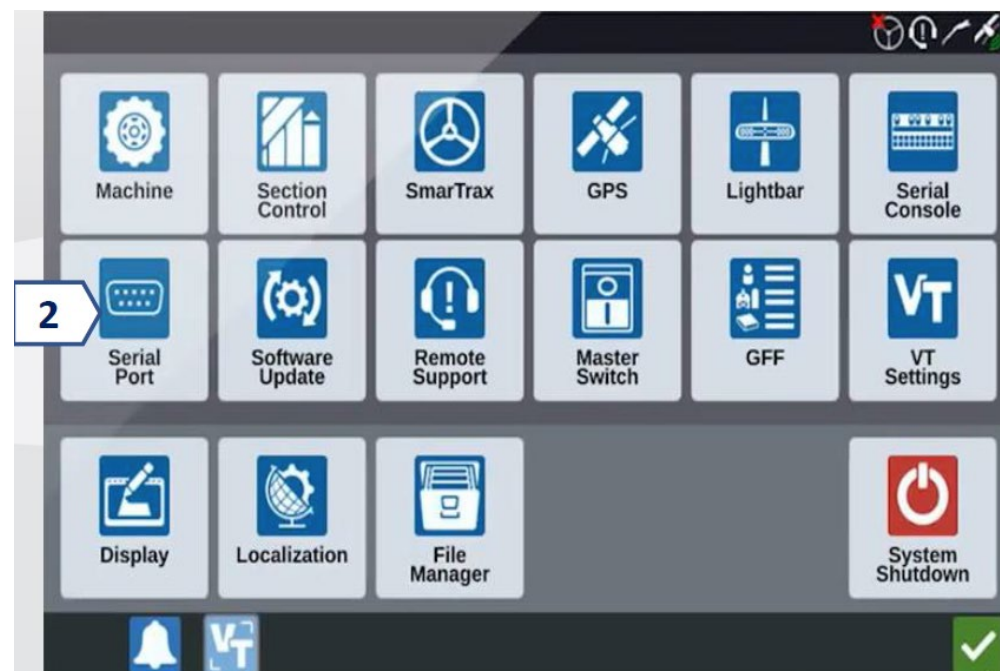 Machine
Section
Control
SmarTrax
GPS
Lightbar
Serial
Console
2
Serial
Port
Software
Update
Remote
Support
Master
Switch
GFF
VT
VT
Settings
Display
Localization
File
Manager
System
Shutdown
VT